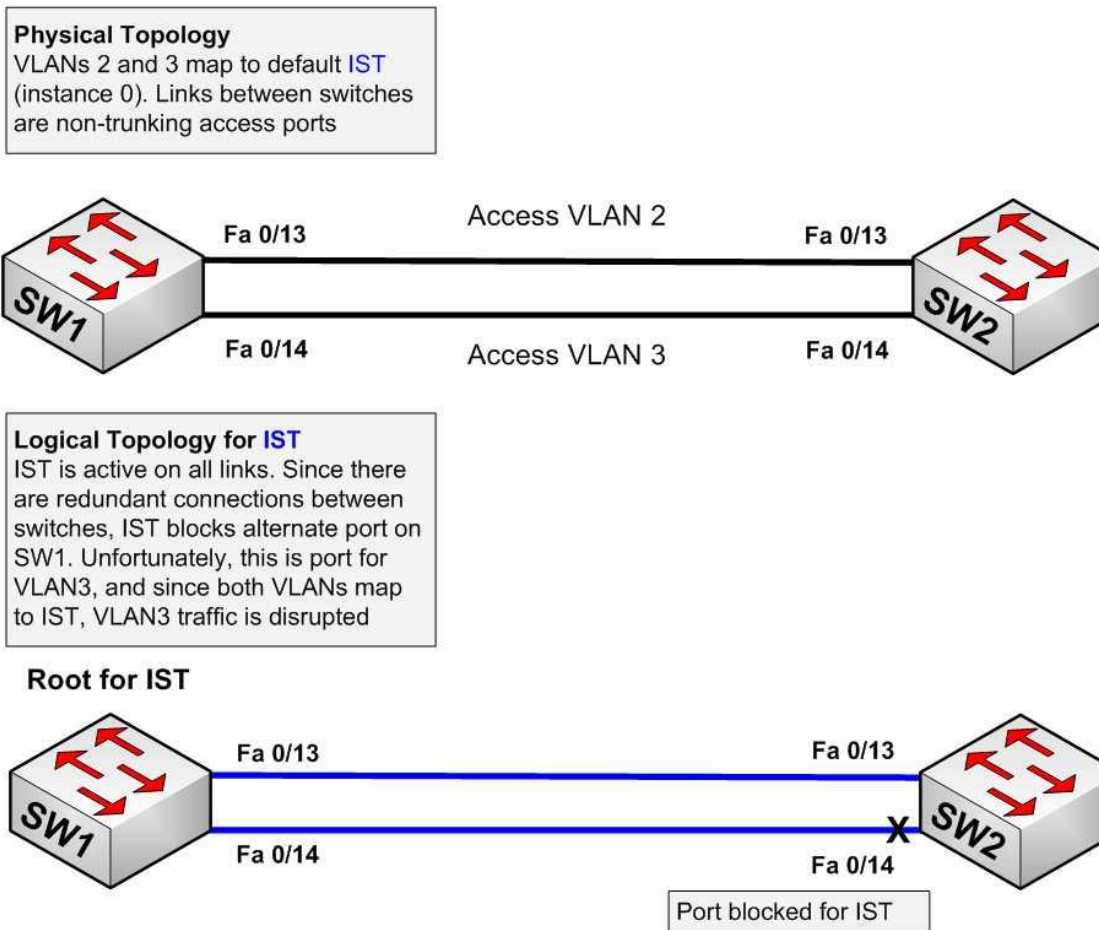 Physical Topology
VLANs 2 and 3 map to default IST
(instance 0). Links between switches
are non-trunking access ports
Access VLAN 2
Fa 0/13
Fa 0/13
SW1
SW2
Fa 0/14
Access VLAN 3
Fa 0/14
Logical Topology for IST
IST is active on all links. Since there
are redundant connections between
switches, IST blocks alternate port on
SW1. Unfortunately, this is port for
VLAN3, and since both VLANs map
to IST, VLAN3 traffic is disrupted
Root for IST
Fa 0/13
Fa 0/13
SW1
X
SW2
Fa 0/14
Fa 0/14
Port blocked for IST